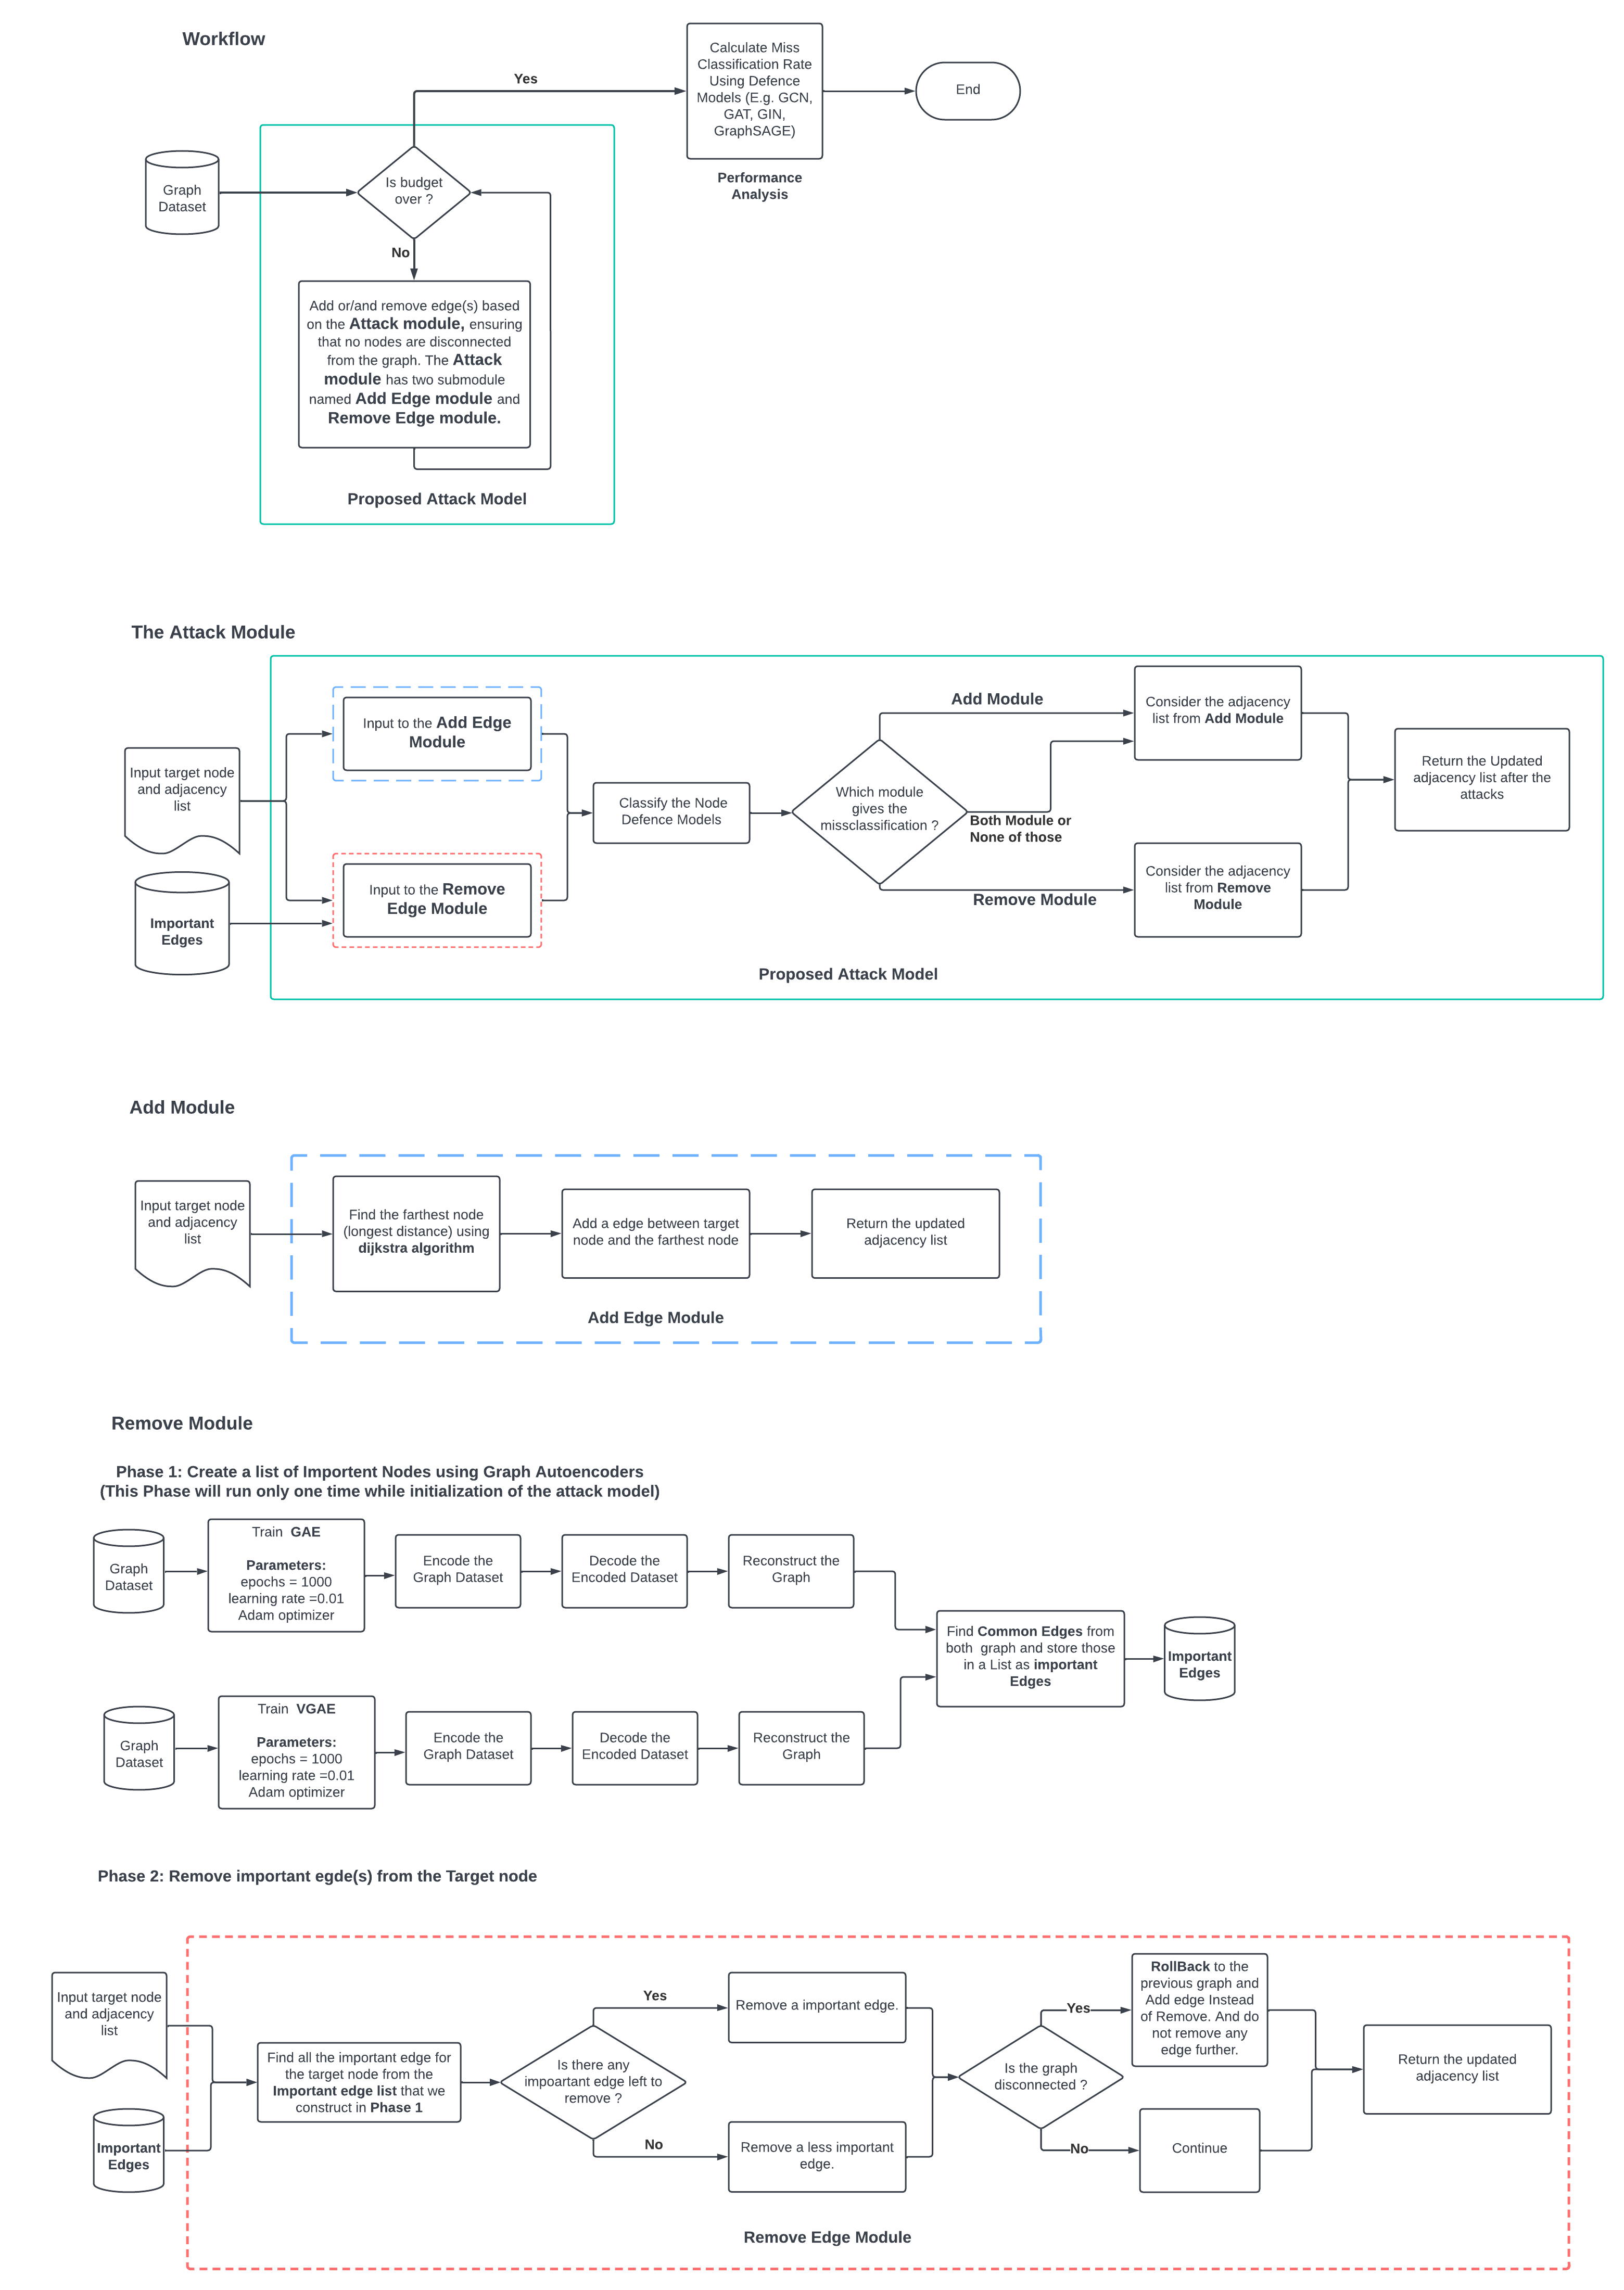 Workflow
Calculate Miss
Classification Rate
Using Defence
Models (E.g. GCN,
GAT, GIN,
GraphSAGE)
End
Yes
Performance
Analysis
Graph
Dataset
Is budget
over ?
No
Add or/and remove edge(s) based
on the Attack module, ensuring
that no nodes are disconnected
from the graph. The Attack
module has two submodule
named Add Edge module and
Remove Edge module.
Proposed Attack Model
The Attack Module
Input target node
and adjacency
list
Important
Edges
Input to the Add Edge
Module
Input to the Remove
Edge Module
Classify the Node
Defence Models
Which module
gives the
missclassification ?
Add Module
Both Module or
None of those
Remove Module
Consider the adjacency
list from Add Module
Consider the adjacency
list from Remove
Module
Return the Updated
adjacency list after the
attacks
Proposed Attack Model
Add Module
Input target node
and adjacency
list
Find the farthest node
(longest distance) using
dijkstra algorithm
Add a edge between target
node and the farthest node
Return the updated
adjacency list
Add Edge Module
Remove Module
Phase 1: Create a list of Importent Nodes using Graph Autoencoders
(This Phase will run only one time while initialization of the attack model)
Graph
Dataset
Train GAE
Parameters:
epochs = 1000
learning rate =0.01
Adam optimizer
Encode the
Graph Dataset
Decode the
Encoded Dataset
Reconstruct the
Graph
Find Common Edges from
both graph and store those
in a List as important
Edges
Important
Edges
Graph
Dataset
Train VGAE
Parameters:
epochs = 1000
learning rate =0.01
Adam optimizer
Encode the
Graph Dataset
Decode the
Encoded Dataset
Reconstruct the
Graph
Phase 2: Remove important egde(s) from the Target node
Input target node
and adjacency
list
Important
Edges
Find all the important edge for
the target node from the
Important edge list that we
construct in Phase 1
Is there any
impoartant edge left to
remove ?
Yes
No
Remove a important edge.
Remove a less important
edge.
Is the graph
disconnected ?
Yes
No
RollBack to the
previous graph and
Add edge Instead
of Remove. And do
not remove any
edge further.
Continue
Return the updated
adjacency list
Remove Edge Module